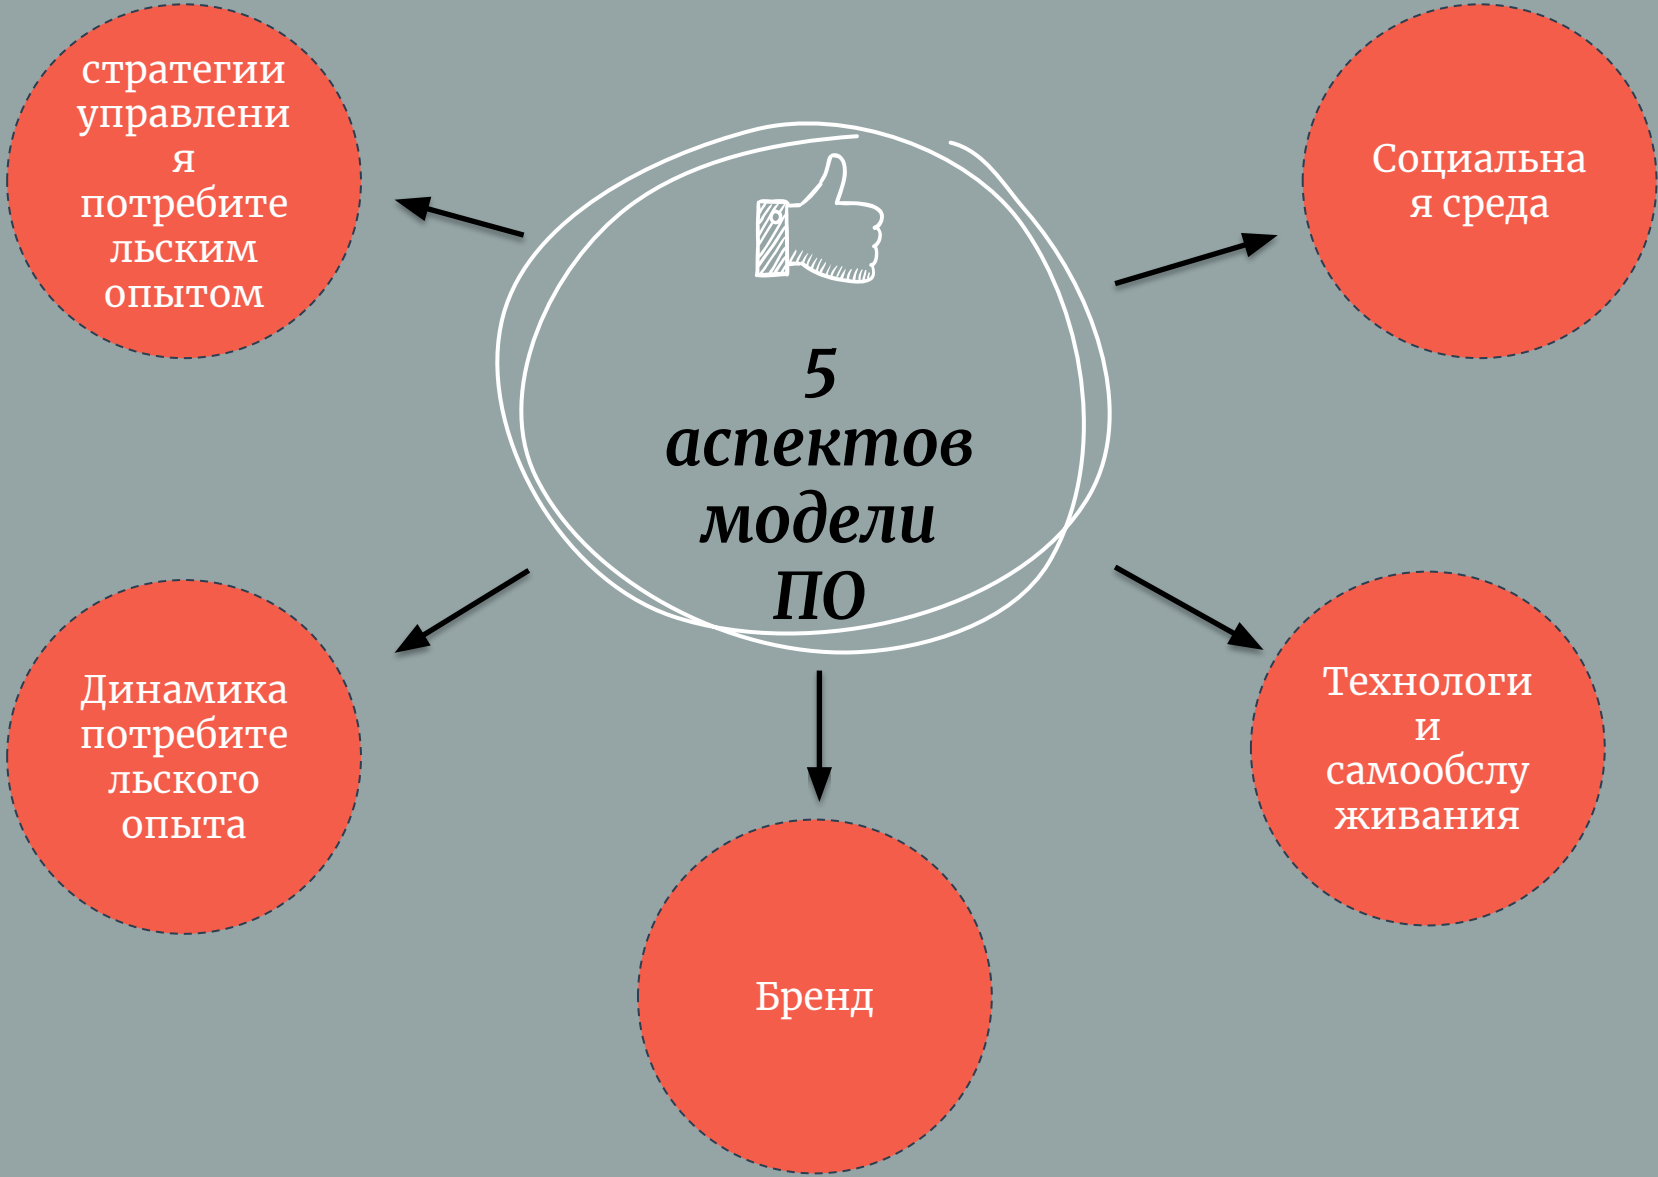 стратегии
управлени
я
потребите
льским
опытом
Социальна
я среда
5
аспектов
модели
ПО
Динамика
потребите
льского
опыта
Технологи
и
самообслу
живания
Бренд